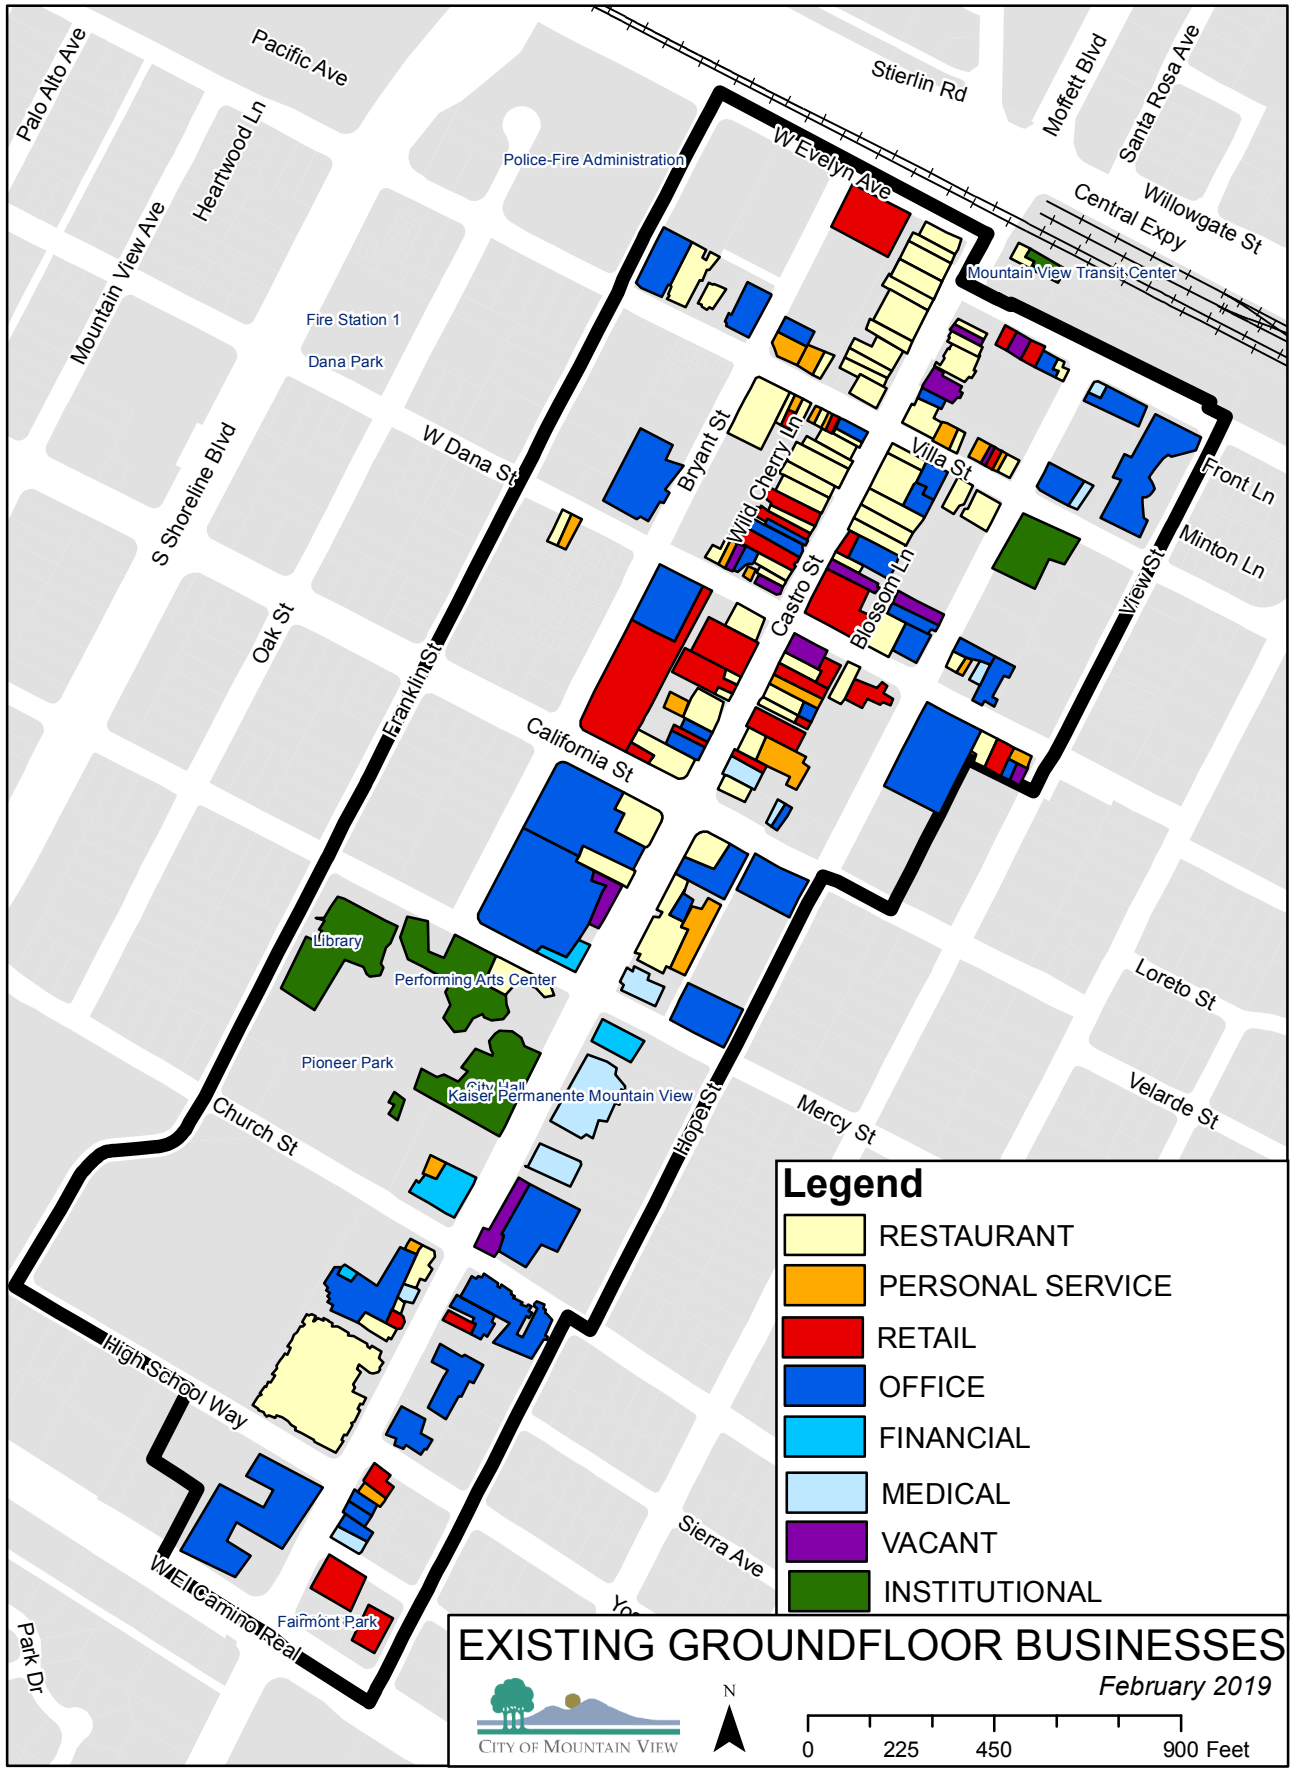 Pacific Ave
Palo Alto Ave
Stierlin Rd
Moffett Blvd
Santa Rosa Ave
Heartwood Ln
W Evelyn Ave
Police-Fire Administration
Willowgate St
Central Expy
Mountain View Ave
Mountain View Transit Center
Fire Station 1
Dana Park
W Dana St
Bryant St
Wild Cherry Ln
Villa St
Front Ln
S Shoreline Blvd
Minton Ln
View St
Castro St
Blossom Ln
Oak St
Franklin St
California St
Library
Performing Arts Center
Loreto St
Pioneer Park
City Hall
Kaiser Permanente Mountain View
Velarde St
Church St
Hope St
Mercy St
High School Way
Sierra Ave
W El Camino Real
Fairmont Park
Park Dr
Legend
RESTAURANT
PERSONAL SERVICE
RETAIL
OFFICE
FINANCIAL
MEDICAL
VACANT
INSTITUTIONAL
EXISTING GROUNDFLOOR BUSINESSES
February 2019
CITY OF MOUNTAIN VIEW
N
0 225 450 900 Feet